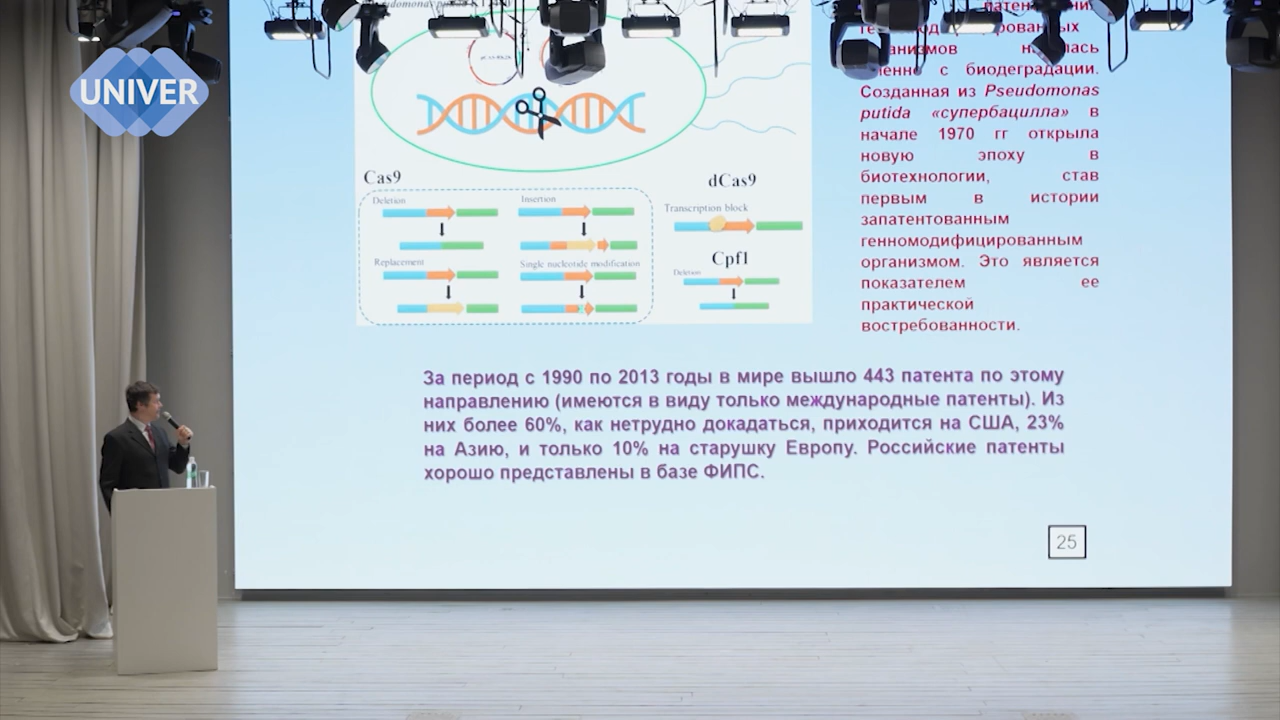 UNIVER
Cas9
Deletion
Insertion
Replacement
Single nucleotide modification
dCas9
Transcription block
Cpf1
Deletion
с биодеградации.
Созданная из Pseudomonas
putida «супербацилла» в
начале 1970 гг открыла
новую эпоху в
биотехнологии, став
первым в истории
запатентованным
генномодифицированным
организмом. Это является
показателем ее
практической
востребованности.
За период с 1990 по 2013 годы в мире вышло 443 патента по этому
направлению (имеются в виду только международные патенты). Из
них более 60%, как нетрудно докадаться, приходится на США, 23%
на Азию, и только 10% на старушку Европу. Российские патенты
хорошо представлены в базе ФИПС.
25